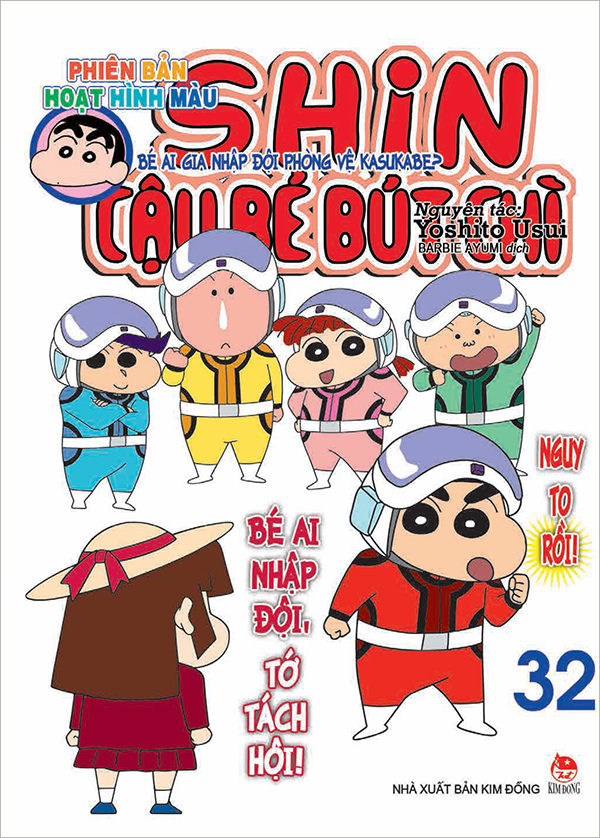 PHIÊN BẢN
HOẠT HÌNH MÀU
SHiN
BÉ AI GIA NHẬP ĐỘI PHÒNG VỆ KASUKABE?
CẬU BÉ BÚT CHÌ
Nguyên tác:
Yoshito Usui
BARBIE AYUMI dịch
NGUY
TO
RỒI!
BÉ AI
NHẬP
ĐỘI,
TỚ
TÁCH
HỘI!
32
NHÀ XUẤT BẢN KIM ĐỒNG
KIM ĐỒNG